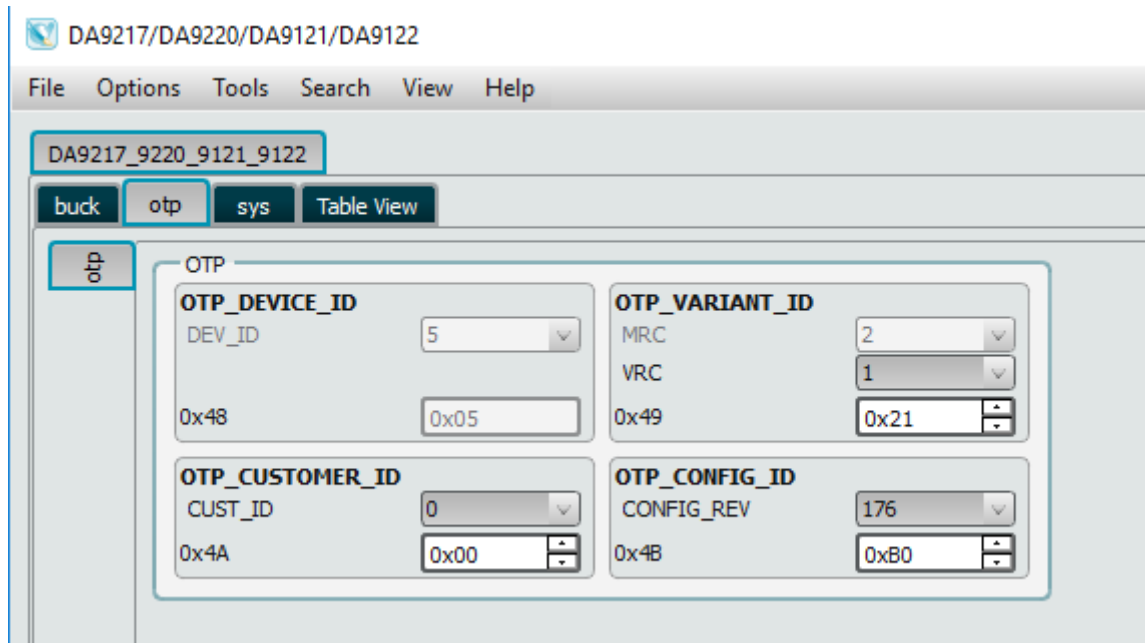 DA9217/DA9220/DA9121/DA9122
File Options Tools Search View Help
DA9217_9220_9121_9122
buck otp sys Table View
otp
OTP
OTP_DEVICE_ID
DEV_ID 5
0x48 0x05
OTP_VARIANT_ID
MRC 2
VRC 1
0x49 0x21
OTP_CUSTOMER_ID
CUST_ID 0
0x4A 0x00
OTP_CONFIG_ID
CONFIG_REV 176
0x4B 0xB0